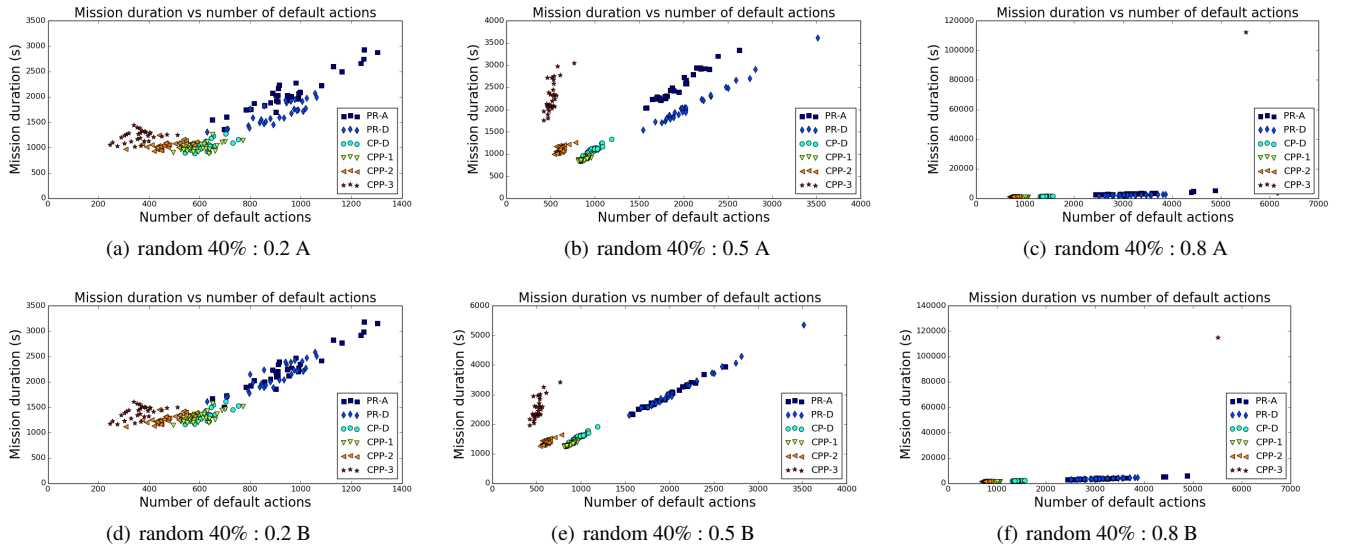 Mission duration vs number of default actions
Mission duration (s)
3500
3000
2500
2000
1500
1000
500
0
0
200
400
600
800
1000
1200
1400
Number of default actions
PR-A
PR-D
CP-D
CPP-1
CPP-2
CPP-3
(a) random 40% : 0.2 A
Mission duration vs number of default actions
Mission duration (s)
4000
3500
3000
2500
2000
1500
1000
500
0
0
500
1000
1500
2000
2500
3000
3500
4000
Number of default actions
PR-A
PR-D
CP-D
CPP-1
CPP-2
CPP-3
(b) random 40% : 0.5 A
Mission duration vs number of default actions
Mission duration (s)
120000
100000
80000
60000
40000
20000
0
0
1000
2000
3000
4000
5000
6000
7000
Number of default actions
PR-A
PR-D
CP-D
CPP-1
CPP-2
CPP-3
(c) random 40% : 0.8 A
Mission duration vs number of default actions
Mission duration (s)
3500
3000
2500
2000
1500
1000
500
0
0
200
400
600
800
1000
1200
1400
Number of default actions
PR-A
PR-D
CP-D
CPP-1
CPP-2
CPP-3
(d) random 40% : 0.2 B
Mission duration vs number of default actions
Mission duration (s)
6000
5000
4000
3000
2000
1000
0
0
500
1000
1500
2000
2500
3000
3500
4000
Number of default actions
PR-A
PR-D
CP-D
CPP-1
CPP-2
CPP-3
(e) random 40% : 0.5 B
Mission duration vs number of default actions
Mission duration (s)
140000
120000
100000
80000
60000
40000
20000
0
0
1000
2000
3000
4000
5000
6000
7000
Number of default actions
PR-A
PR-D
CP-D
CPP-1
CPP-2
CPP-3
(f) random 40% : 0.8 B